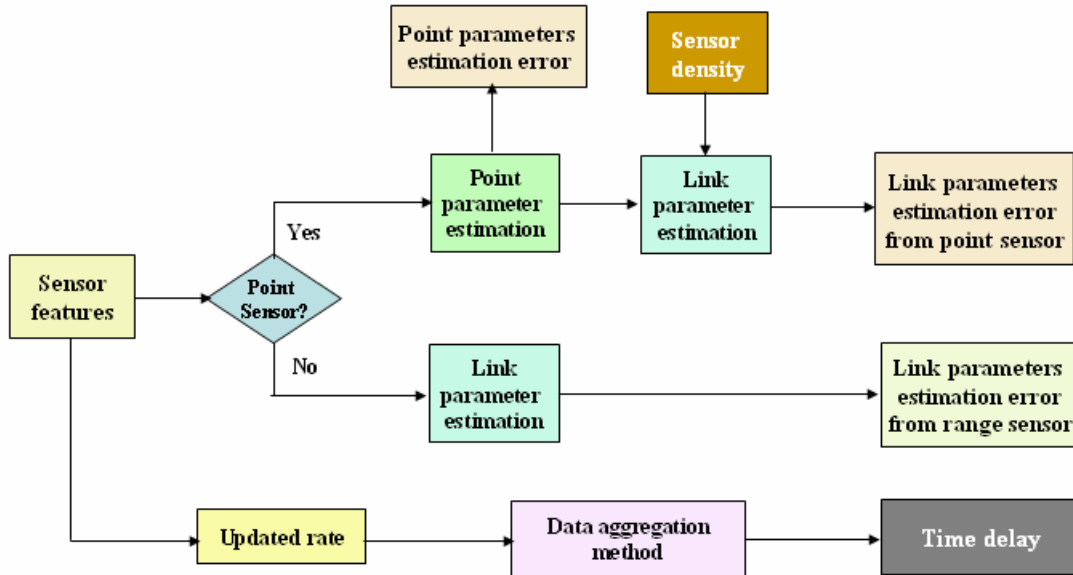 Point parameters
estimation error
Sensor
density
Point
parameter
estimation
Link
parameter
estimation
Link parameters
estimation error
from point sensor
Yes
Sensor
features
Point
Sensor?
No
Link
parameter
estimation
Link parameters
estimation error
from range sensor
Updated rate
Data aggregation
method
Time delay